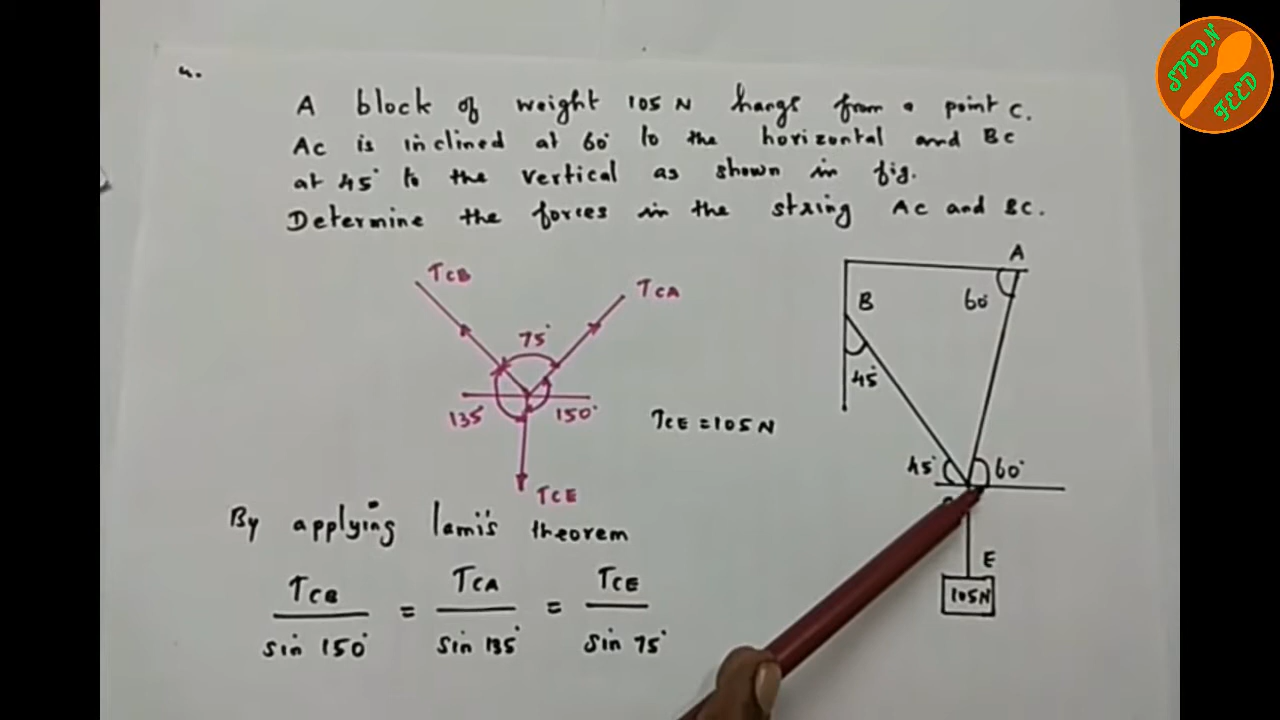 4.
A block of weight 105 N hangs from a point C.
AC is inclined at 60° to the horizontal and BC
at 45° to the vertical as shown in fig.
Determine the forces in the string AC and BC.
TCB
TCA
75°
135°
150°
TCE
TCE = 105 N
A
60°
B
45°
45°
60°
E
105N
By applying lami's theorem
TCB / sin 150° = TCA / sin 135° = TCE / sin 75°
SPOON
FEED